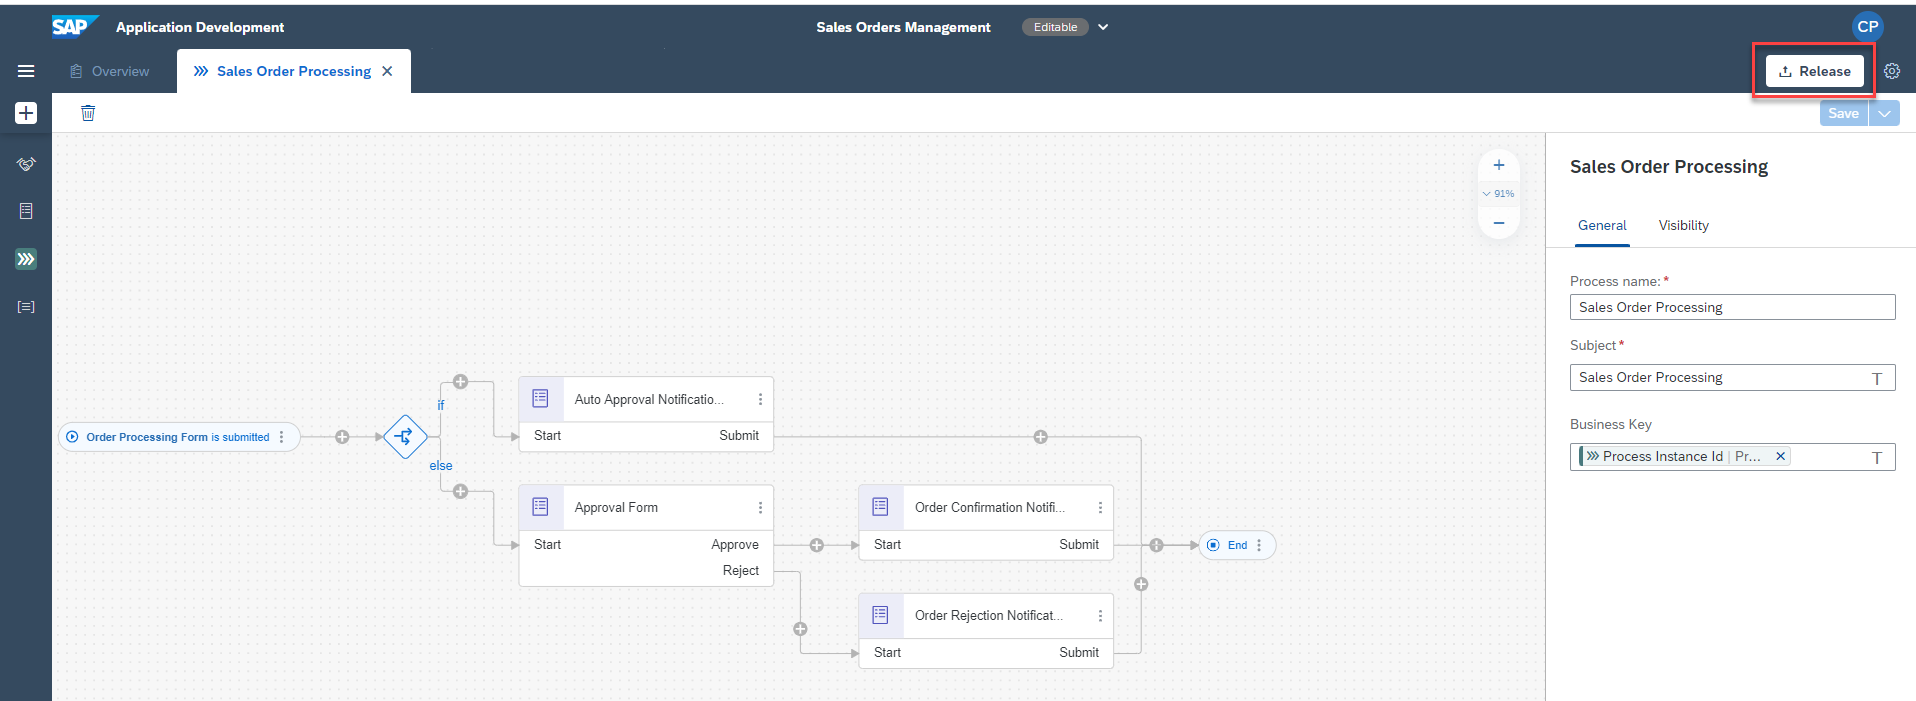 SAP Application Development
Sales Orders Management Editable
CP
Overview
Sales Order Processing
Release
Save
91%
Sales Order Processing
General Visibility
Process name:*
Sales Order Processing
Subject*
Sales Order Processing
T
Business Key
Process Instance Id | Pr...
T
Order Processing Form is submitted
if
else
Auto Approval Notificatio...
Start Submit
Approval Form
Start Approve
Reject
Order Confirmation Notifi...
Start Submit
Order Rejection Notificat...
Start Submit
End